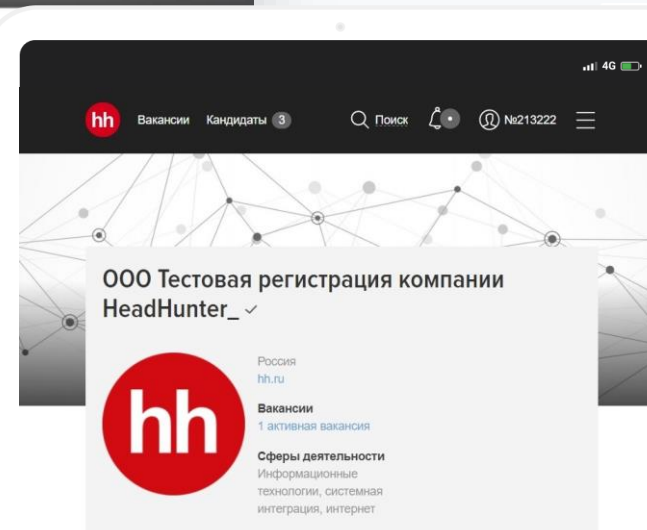 4G
hh Вакансии Кандидаты 3 Поиск №213222
ООО Тестовая регистрация компании
HeadHunter_
Россия
hh.ru
hh
Вакансии
1 активная вакансия
Сферы деятельности
Информационные
технологии, системная
интеграция, интернет